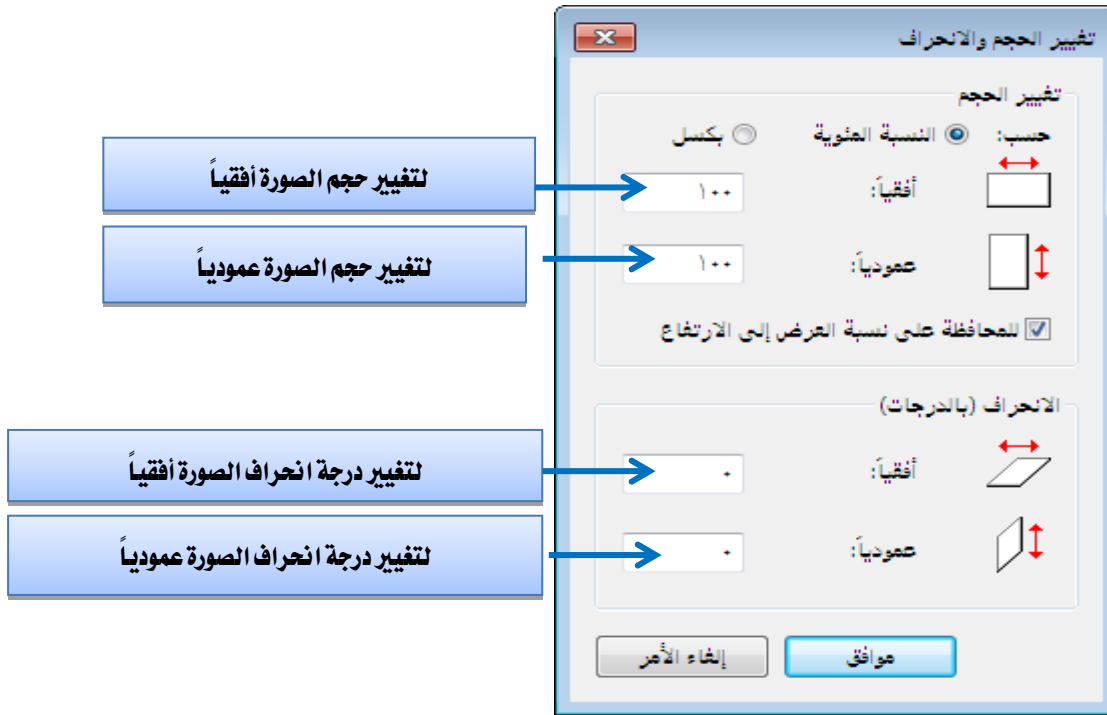 تغيير الحجم والانحراف
تغيير الحجم
حسب: النسبة المئوية بكسل
أفقياً: ١٠٠
لتغيير حجم الصورة أفقياً
عمودياً: ١٠٠
لتغيير حجم الصورة عمودياً
للمحافظة على نسبة العرض إلى الارتفاع
الانحراف (بالدرجات)
أفقياً: ٠
لتغيير درجة انحراف الصورة أفقياً
عمودياً: ٠
لتغيير درجة انحراف الصورة عمودياً
موافق إلغاء الأمر